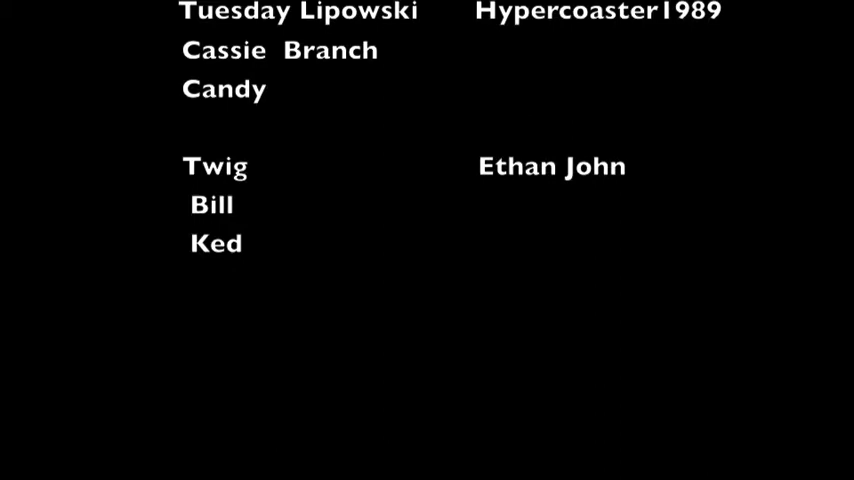 Tuesday Lipowski Hypercoaster1989
Cassie Branch
Candy
Twig Ethan John
Bill
Ked